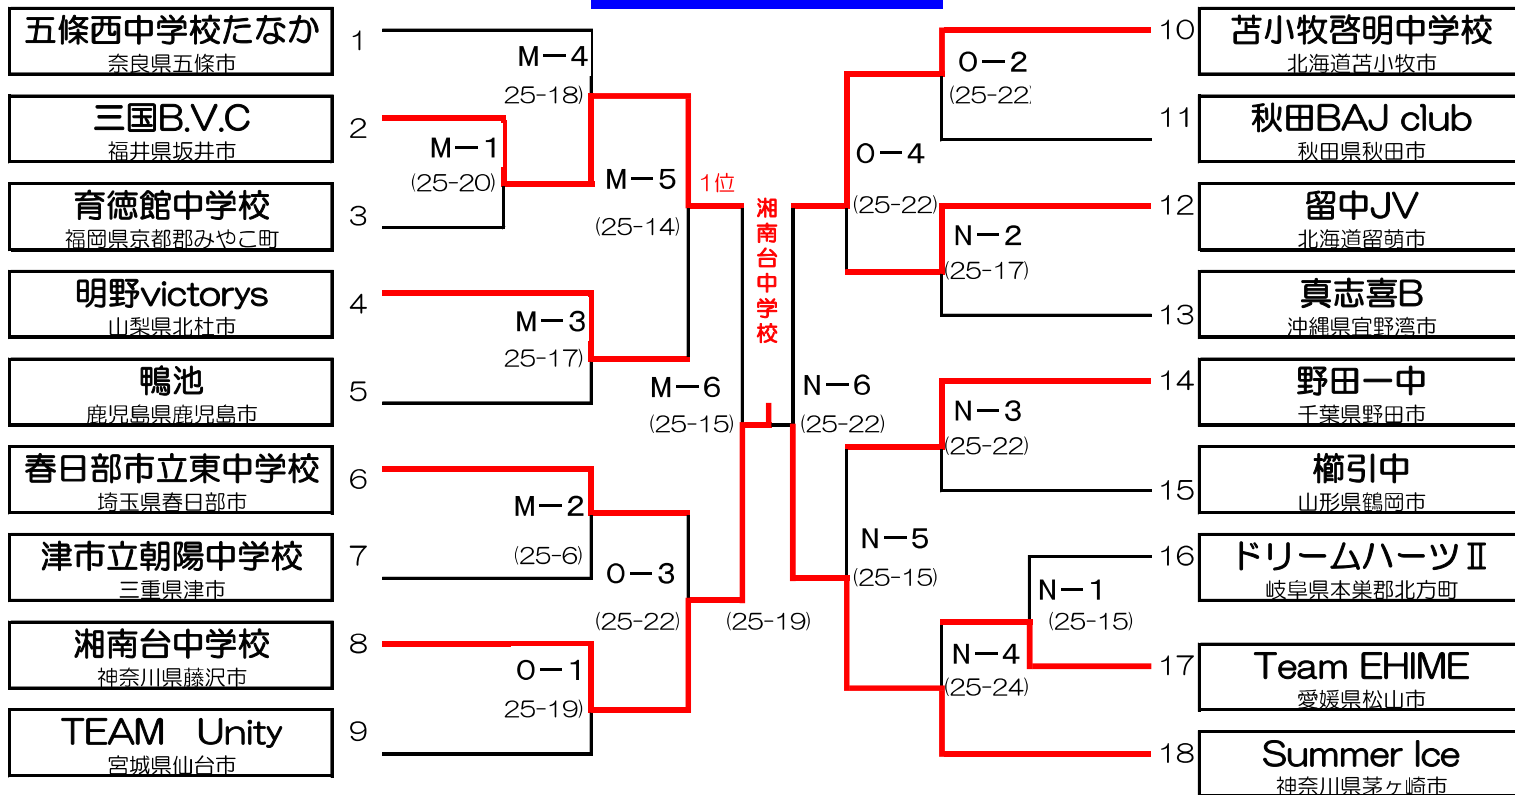 五條西中学校たなか
奈良県五條市
1
三国B.V.C
福井県坂井市
2
育徳館中学校
福岡県京都郡みやこ町
3
明野victorys
山梨県北杜市
4
鴨池
鹿児島県鹿児島市
5
春日部市立東中学校
埼玉県春日部市
6
津市立朝陽中学校
三重県津市
7
湘南台中学校
神奈川県藤沢市
8
TEAM Unity
宮城県仙台市
9
M-4
25-18)
M-1
(25-20)
M-5
(25-14)
M-3
25-17)
M-6
(25-15)
M-2
(25-6)
O-3
(25-22)
O-1
25-19)
1位
湘南台中学校
(25-19)
O-2
(25-22)
O-4
(25-22)
N-2
(25-17)
N-6
(25-22)
N-3
(25-22)
N-5
(25-15)
N-1
(25-15)
N-4
(25-24)
10
苫小牧啓明中学校
北海道苫小牧市
11
秋田BAJ club
秋田県秋田市
12
留中JV
北海道留萌市
13
真志喜B
沖縄県宜野湾市
14
野田一中
千葉県野田市
15
櫛引中
山形県鶴岡市
16
ドリームハーツⅡ
岐阜県本巣郡北方町
17
Team EHIME
愛媛県松山市
18
Summer Ice
神奈川県茅ヶ崎市